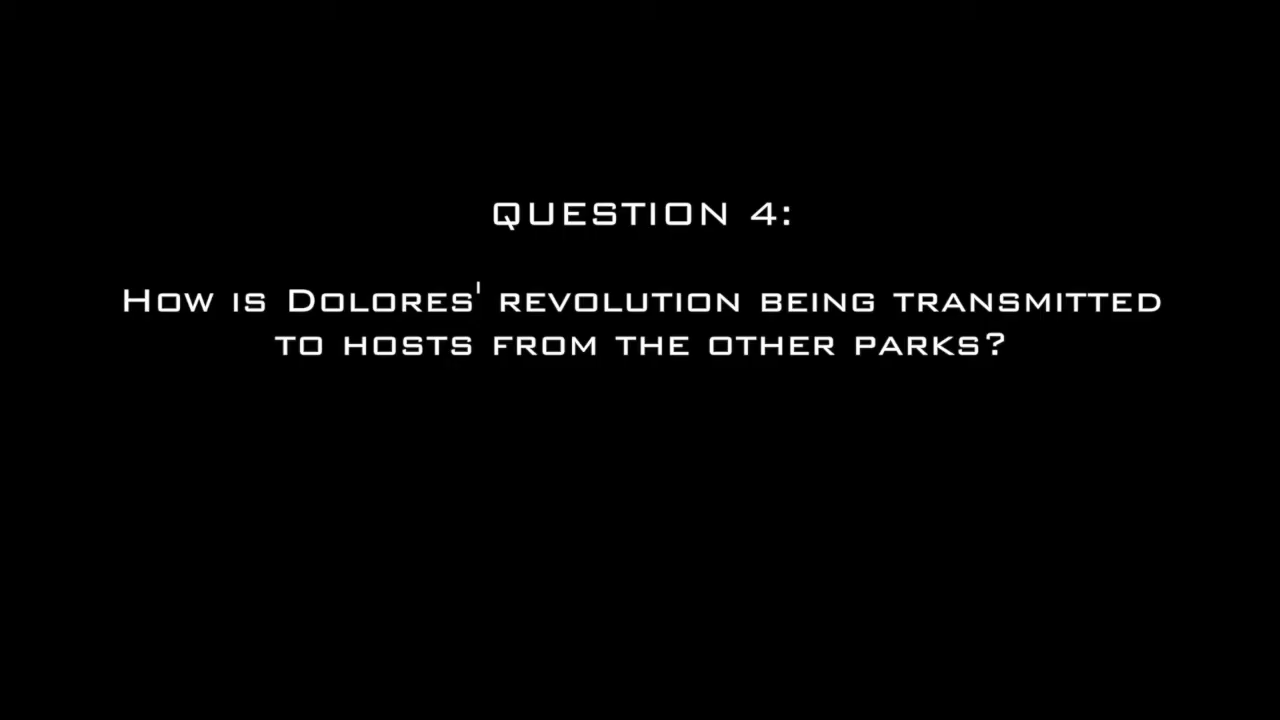 QUESTION 4:
HOW IS DOLORES' REVOLUTION BEING TRANSMITTED
TO HOSTS FROM THE OTHER PARKS?